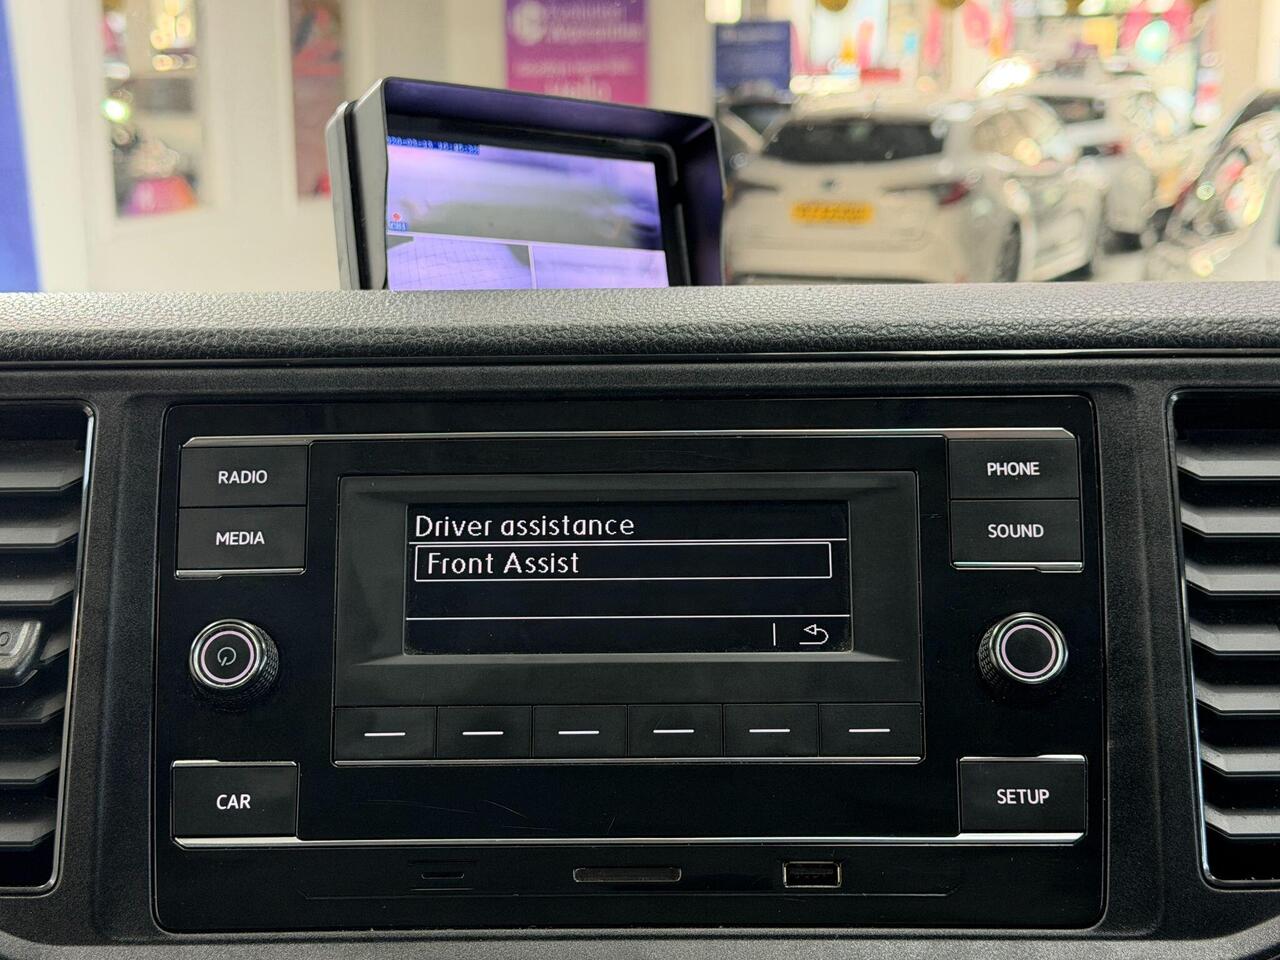 RADIO
MEDIA
PHONE
SOUND
Driver assistance
Front Assist
CAR
SETUP